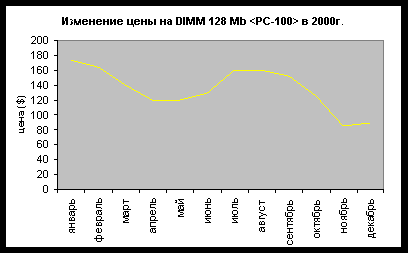 Изменение цены на DIMM 128 Mb <PC-100> в 2000г.
цена ($)
200
180
160
140
120
100
80
60
40
20
0
январь
февраль
март
апрель
май
июнь
июль
август
сентябрь
октябрь
ноябрь
декабрь